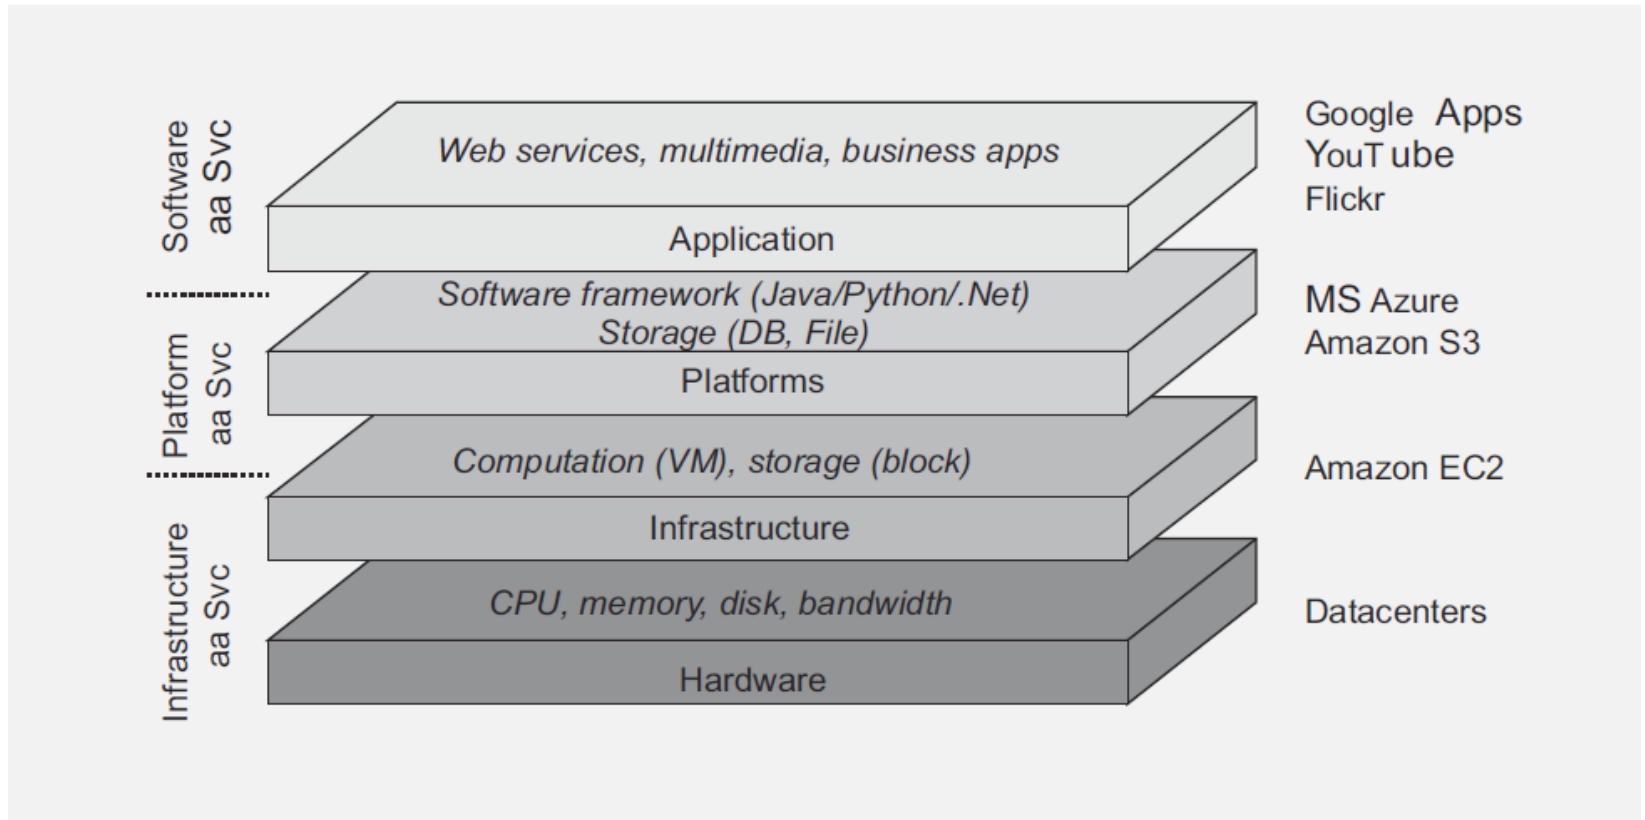 Software
aa Svc
Web services, multimedia, business apps
Application
Google Apps
YouTube
Flickr
Platform
aa Svc
Software framework (Java/Python/.Net)
Storage (DB, File)
Platforms
MS Azure
Amazon S3
Infrastructure
aa Svc
Computation (VM), storage (block)
Infrastructure
Amazon EC2
CPU, memory, disk, bandwidth
Hardware
Datacenters